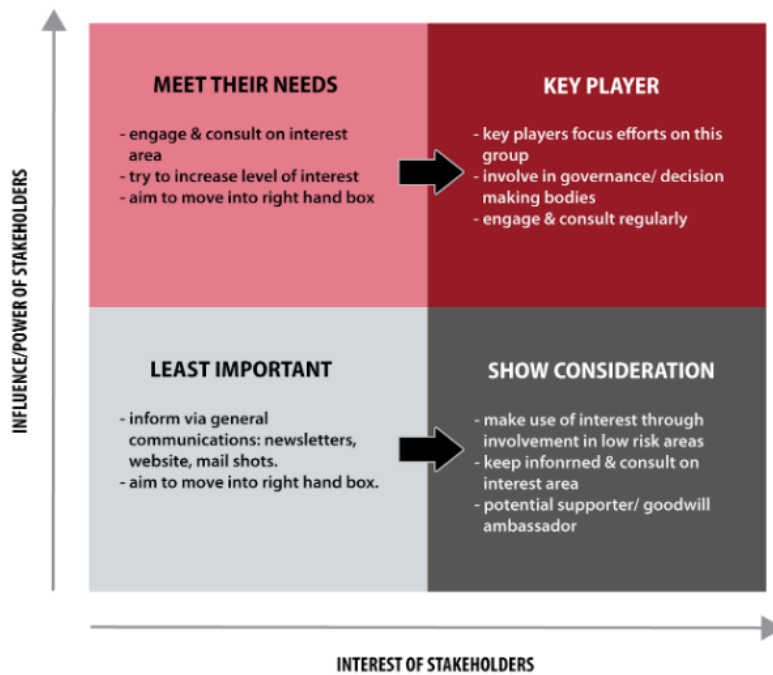 INFLUENCE/POWER OF STAKEHOLDERS
MEET THEIR NEEDS
- engage & consult on interest
area
- try to increase level of interest
- aim to move into right hand box
KEY PLAYER
- key players focus efforts on this
group
- involve in governance/ decision
making bodies
- engage & consult regularly
LEAST IMPORTANT
- inform via general
communications: newsletters,
website, mail shots.
- aim to move into right hand box.
SHOW CONSIDERATION
- make use of interest through
involvement in low risk areas
- keep infonrned & consult on
interest area
- potential supporter/ goodwill
ambassador
INTEREST OF STAKEHOLDERS